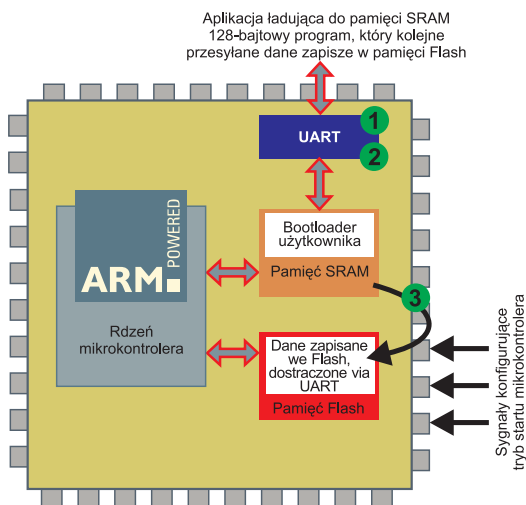 Aplikacja ładująca do pamięci SRAM
128-bajtowy program, który kolejne
przesyłane dane zapisze w pamięci Flash
UART
1
2
ARM
POWERED
Rdzeń
mikrokontrolera
Bootloader
użytkownika
Pamięć SRAM
3
Dane zapisane
we Flash,
dostraczone via
UART
Pamięć Flash
Sygnały konfigurujące
tryb startu mikrokontrolera